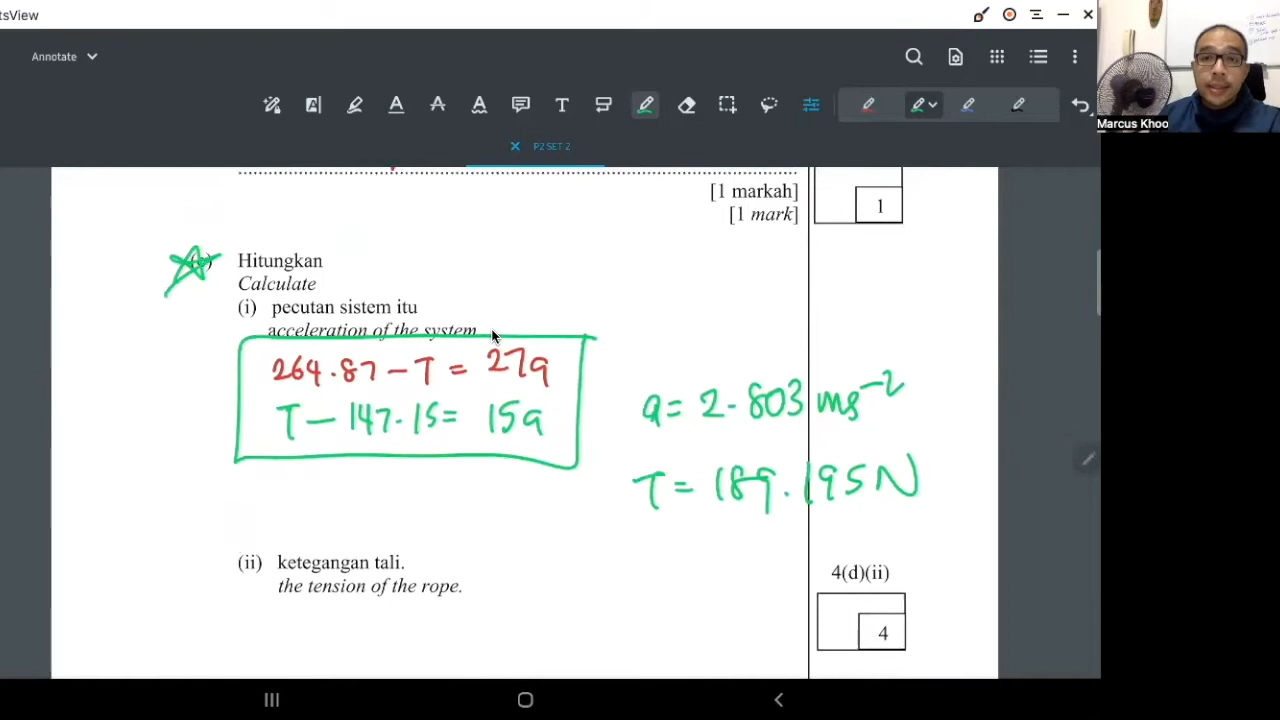 tsView
Annotate
Marcus Khoo
P2 SET 2
[1 markah]
[1 mark]
1
Hitungkan
Calculate
(i) pecutan sistem itu
acceleration of the system
264.87 - T = 27a
T - 147.15 = 15a
a = 2.803 ms⁻²
T = 189.195N
(ii) ketegangan tali.
the tension of the rope.
4(d)(ii)
4